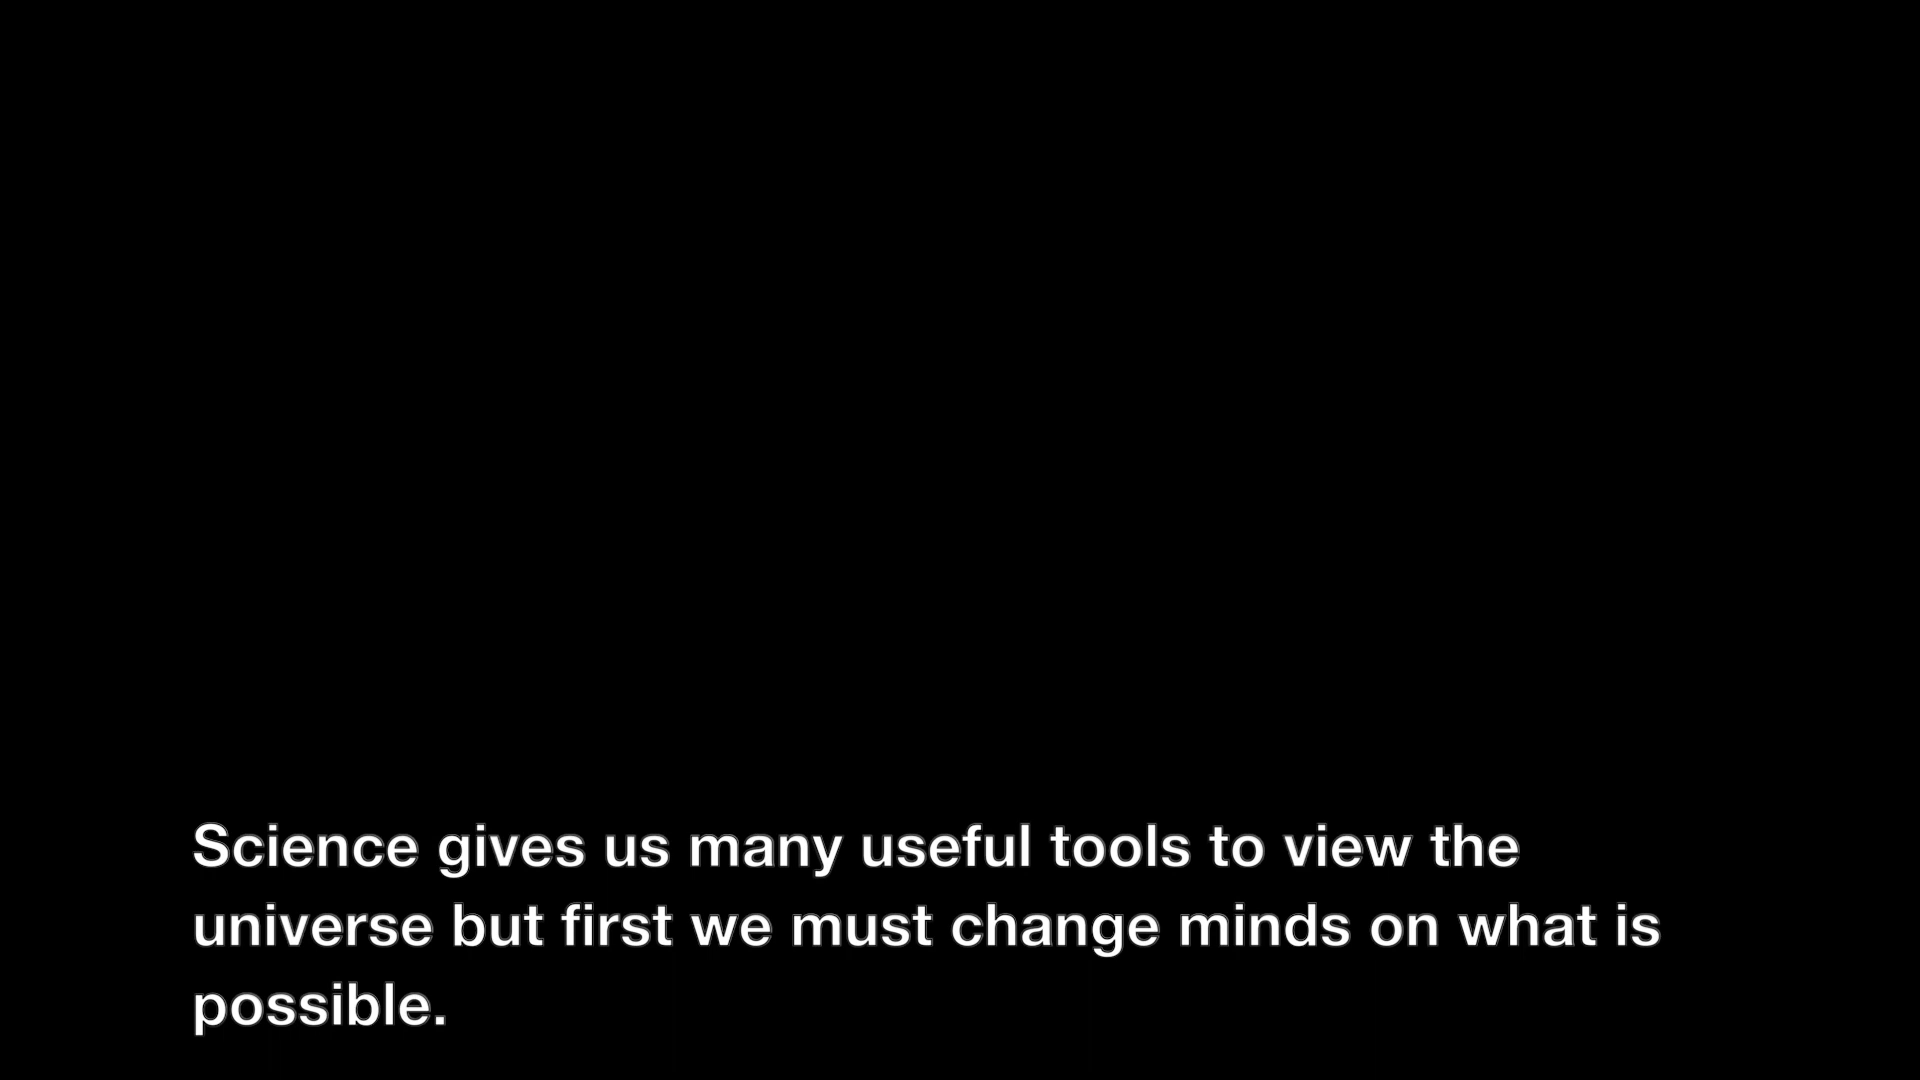 Science gives us many useful tools to view the
universe but first we must change minds on what is
possible.